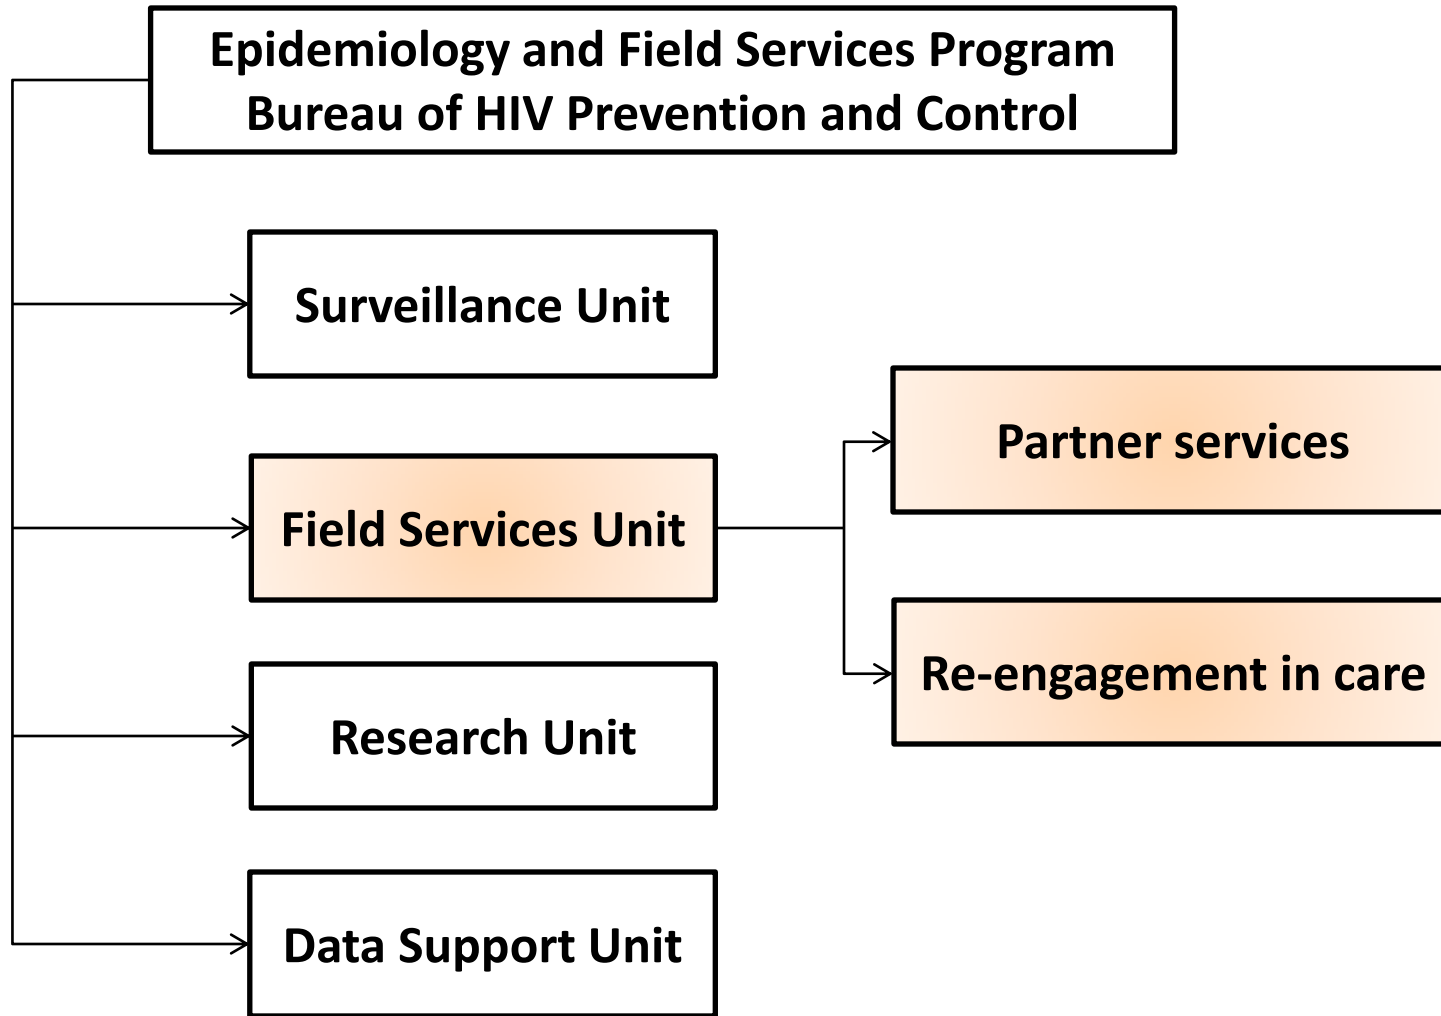 Epidemiology and Field Services Program
Bureau of HIV Prevention and Control
Surveillance Unit
Field Services Unit
Partner services
Re-engagement in care
Research Unit
Data Support Unit